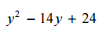 y² − 14y + 24